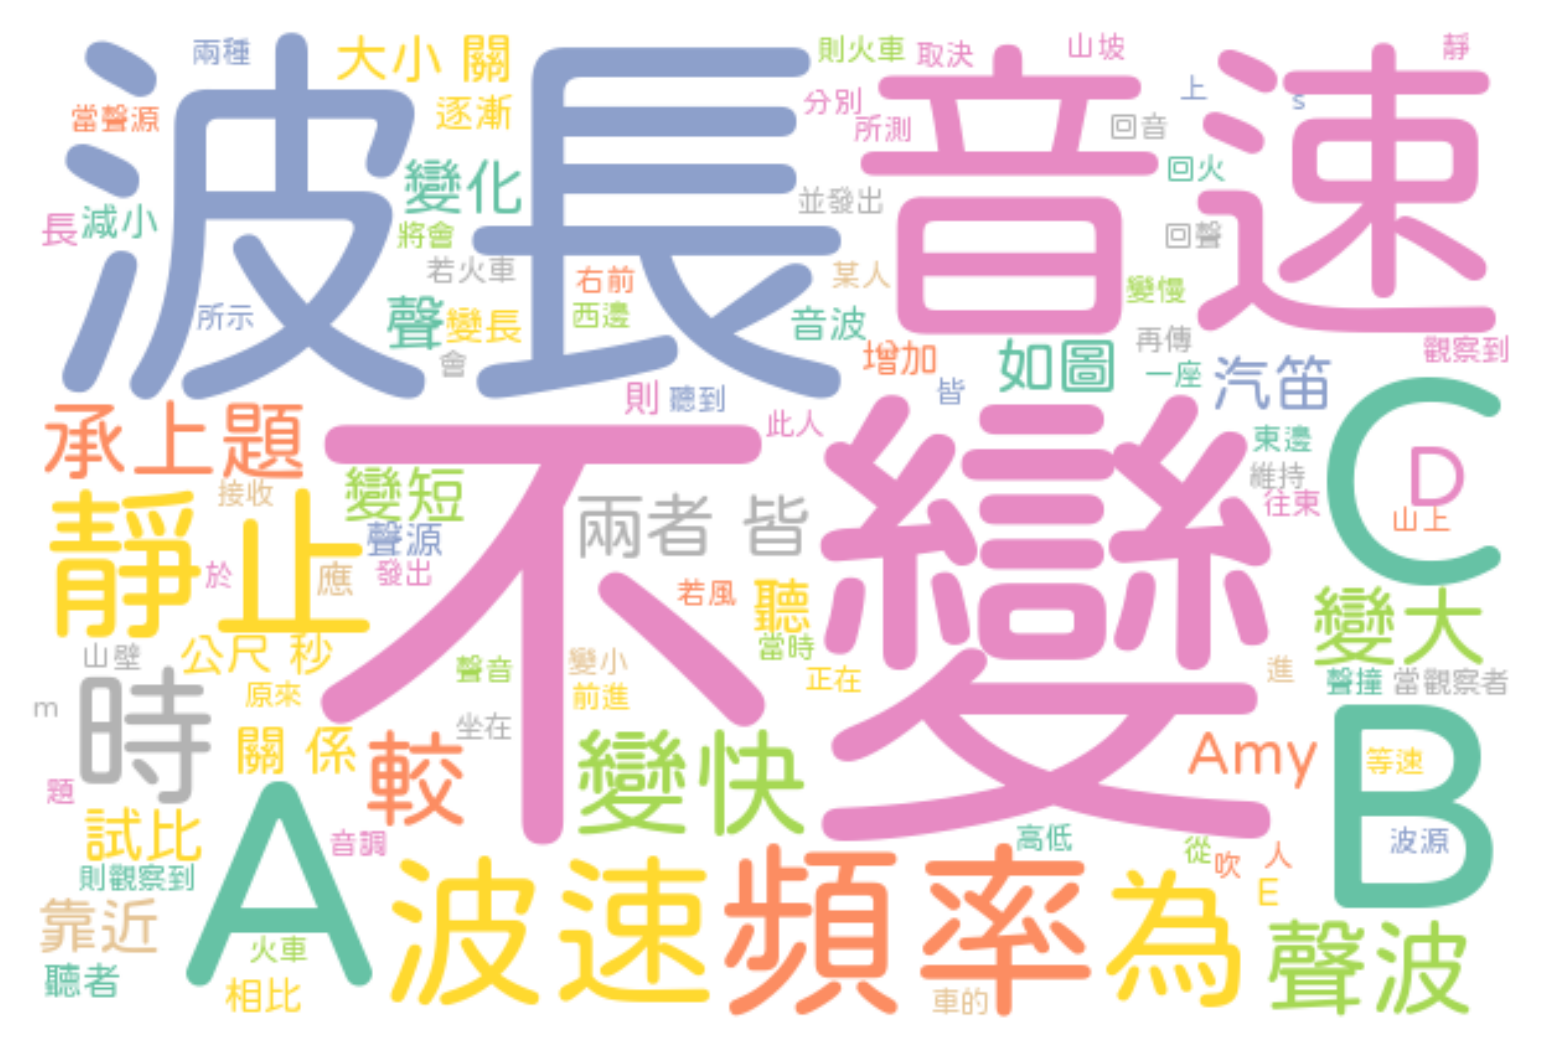 波長
音速
兩種
大小
關
則火車
取決
山坡
靜
當聲源
逐漸
分別
所測
上
s
回音
變化
並發出
回火
長
減小
將會
回聲
若火車
右前
某人
變慢
所示
聲
變長
西邊
音波
再傳
觀察到
會
增加
如圖
一座
汽笛
則
聽到
皆
承上題
不變
此人
東邊
C
D
接收
變短
兩者
皆
維持
往東
山上
靜止
聲源
於
應
發出
若風
聽
變大
山壁
公尺
秒
聲音
變小
當時
正在
進
聲撞
當觀察者
m
時
原來
前進
坐在
關
係
較
變快
Amy
B
等速
題
A
試比
音調
高低
從
吹
人
波源
則觀察到
波速
頻率
為
E
靠近
火車
聲波
聽者
相比
車的